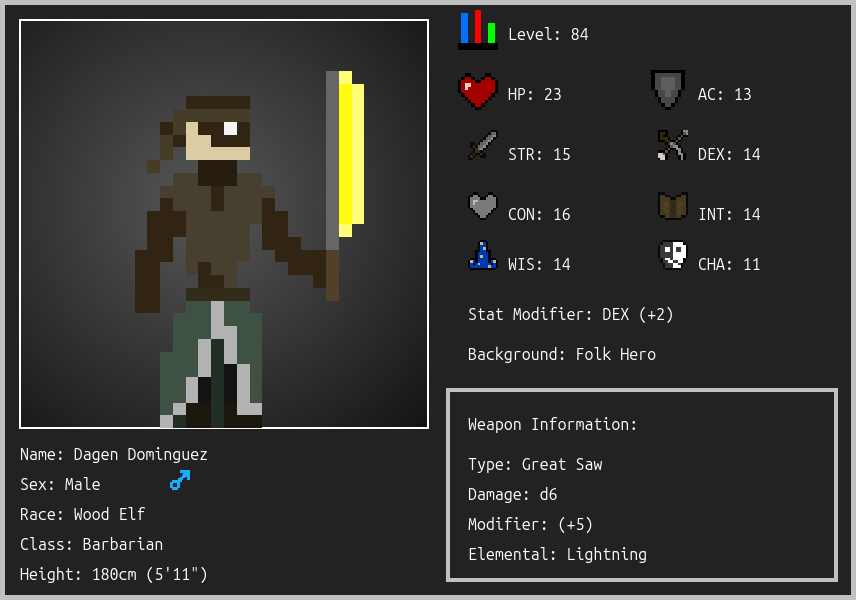 Level: 84
HP: 23
AC: 13
STR: 15
DEX: 14
CON: 16
INT: 14
WIS: 14
CHA: 11
Stat Modifier: DEX (+2)
Background: Folk Hero
Weapon Information:
Type: Great Saw
Damage: d6
Modifier: (+5)
Elemental: Lightning
Name: Dagen Dominguez
Sex: Male
Race: Wood Elf
Class: Barbarian
Height: 180cm (5'11")